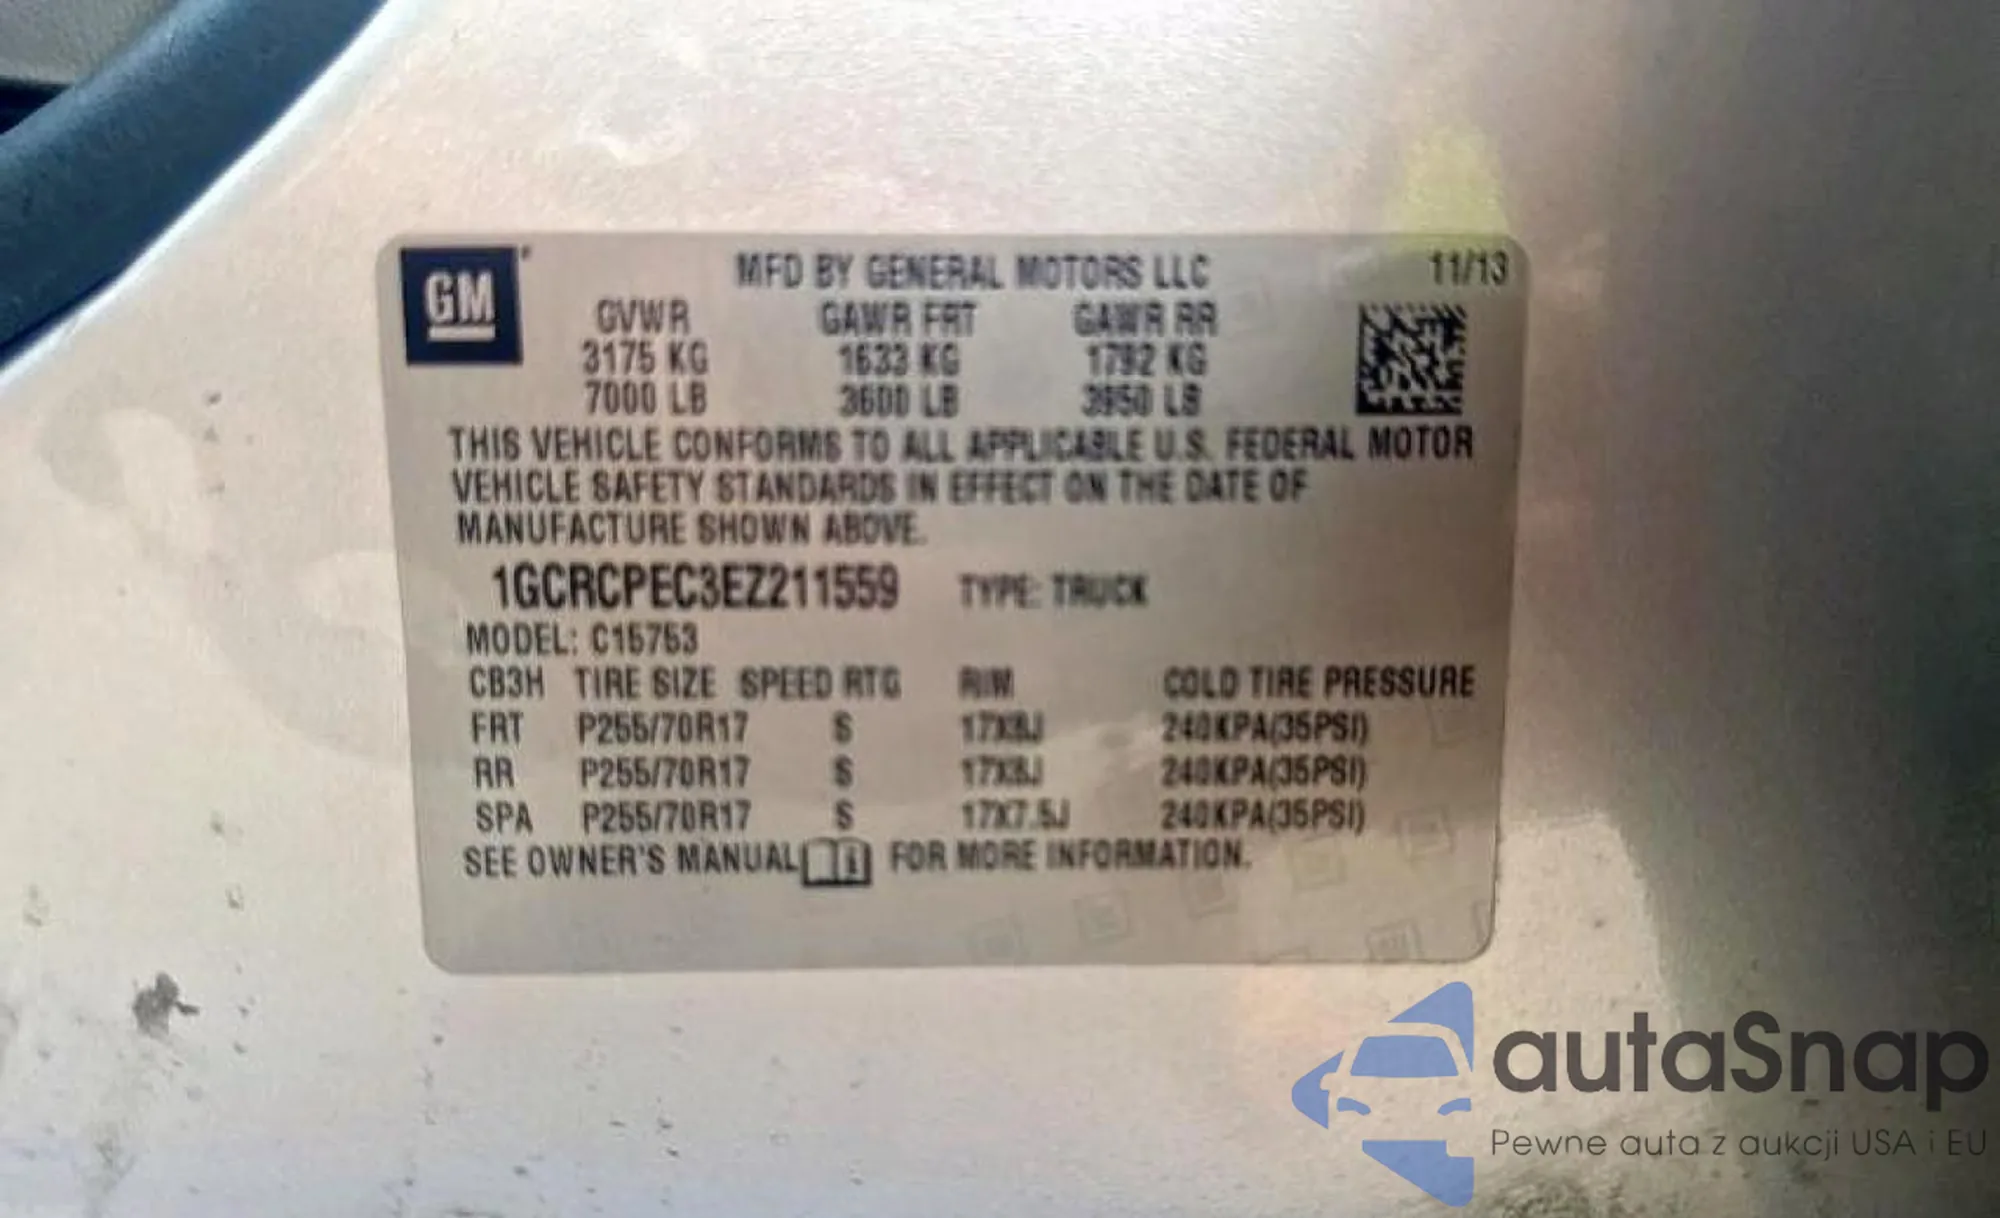 GM
MFD BY GENERAL MOTORS LLC 11/13
GVWR GAWR FRT GAWR RR
3175 KG 1633 KG 1792 KG
7000 LB 3600 LB 3950 LB
THIS VEHICLE CONFORMS TO ALL APPLICABLE U.S. FEDERAL MOTOR
VEHICLE SAFETY STANDARDS IN EFFECT ON THE DATE OF
MANUFACTURE SHOWN ABOVE.
1GCRCPEC3EZ211559 TYPE: TRUCK
MODEL: C15753
CB3H TIRE SIZE SPEED RTG RIM COLD TIRE PRESSURE
FRT P255/70R17 S 17X8J 240KPA(35PSI)
RR P255/70R17 S 17X8J 240KPA(35PSI)
SPA P255/70R17 S 17X7.5J 240KPA(35PSI)
SEE OWNER'S MANUAL FOR MORE INFORMATION.
autaSnap
Pewne auta z aukcji USA i EU